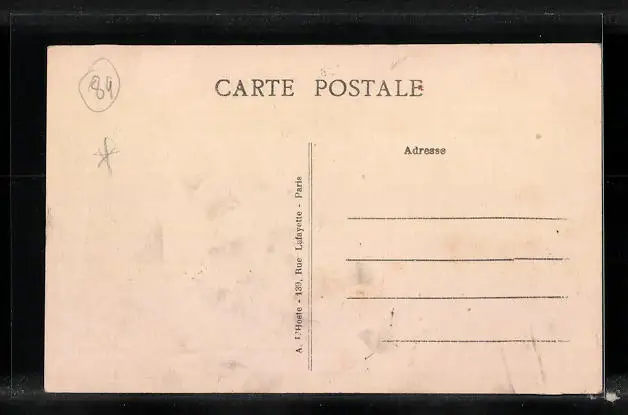 84
CARTE POSTALE
Adresse
A. L'Hoste - 139, Rue Lafayette - Paris